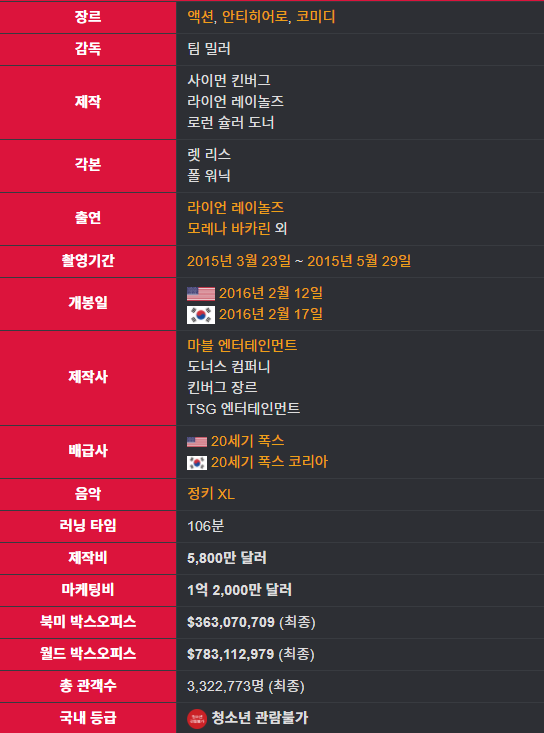 장르
액션, 안티히어로, 코미디
감독
팀 밀러
제작
사이먼 킨버그
라이언 레이놀즈
로런 슐러 도너
각본
렛 리스
폴 워닉
출연
라이언 레이놀즈
모레나 바카린 외
촬영기간
2015년 3월 23일 ~ 2015년 5월 29일
개봉일
2016년 2월 12일
2016년 2월 17일
제작사
마블 엔터테인먼트
도너스 컴퍼니
킨버그 장르
TSG 엔터테인먼트
배급사
20세기 폭스
20세기 폭스 코리아
음악
정키 XL
러닝 타임
106분
제작비
5,800만 달러
마케팅비
1억 2,000만 달러
북미 박스오피스
$363,070,709 (최종)
월드 박스오피스
$783,112,979 (최종)
총 관객수
3,322,773명 (최종)
국내 등급
청소년 관람불가